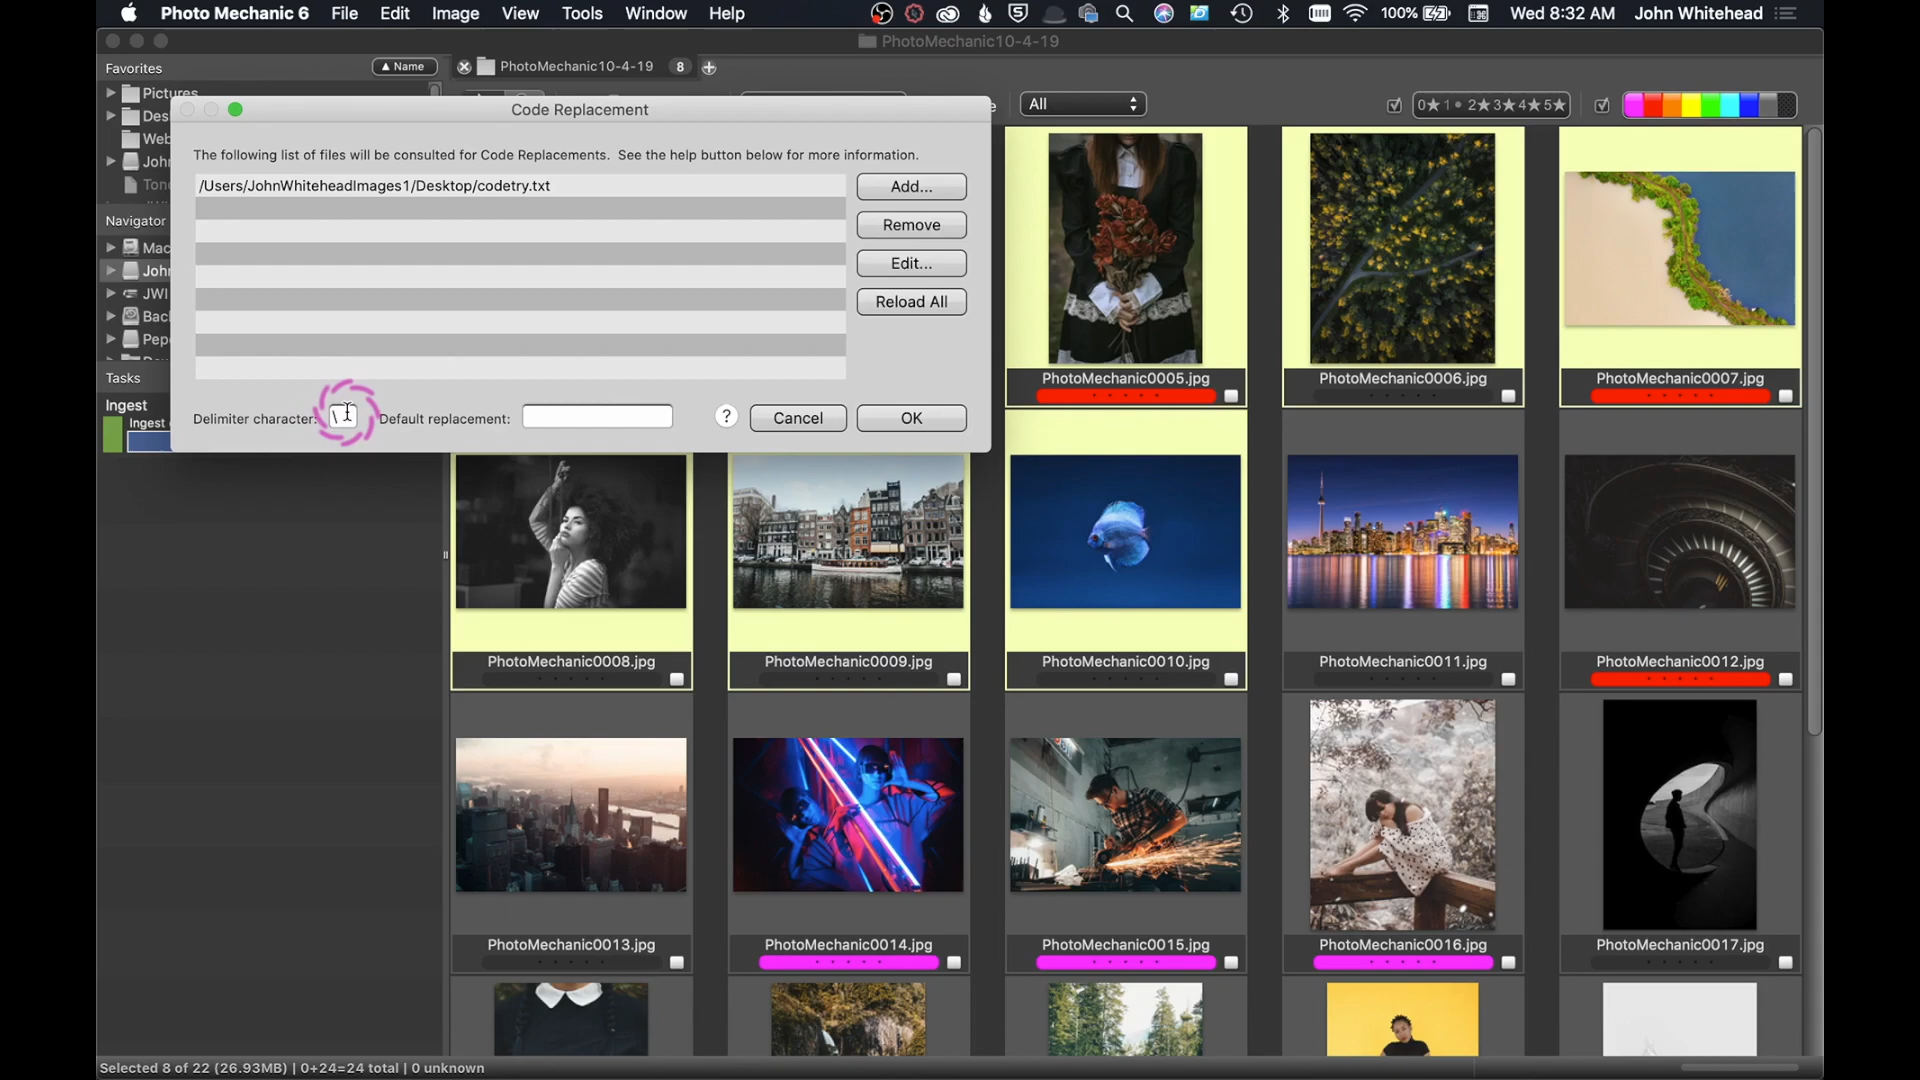 Photo Mechanic 6 File Edit Image View Tools Window Help 100% Wed 8:32 AM John Whitehead
PhotoMechanic10-4-19
Favorites ▲ Name PhotoMechanic10-4-19 8
Pictures
Code Replacement
All 0★1•2★3★4★5★
The following list of files will be consulted for Code Replacements. See the help button below for more information.
/Users/JohnWhiteheadImages1/Desktop/codetry.txt
Add...
Remove
Edit...
Reload All
Navigator
Mac
JWI
Tasks
Ingest
Ingest
Delimiter character: \ Default replacement: ? Cancel OK
PhotoMechanic0005.jpg PhotoMechanic0006.jpg PhotoMechanic0007.jpg
PhotoMechanic0008.jpg PhotoMechanic0009.jpg PhotoMechanic0010.jpg PhotoMechanic0011.jpg PhotoMechanic0012.jpg
PhotoMechanic0013.jpg PhotoMechanic0014.jpg PhotoMechanic0015.jpg PhotoMechanic0016.jpg PhotoMechanic0017.jpg
Selected 8 of 22 (26.93MB) | 0+24=24 total | 0 unknown